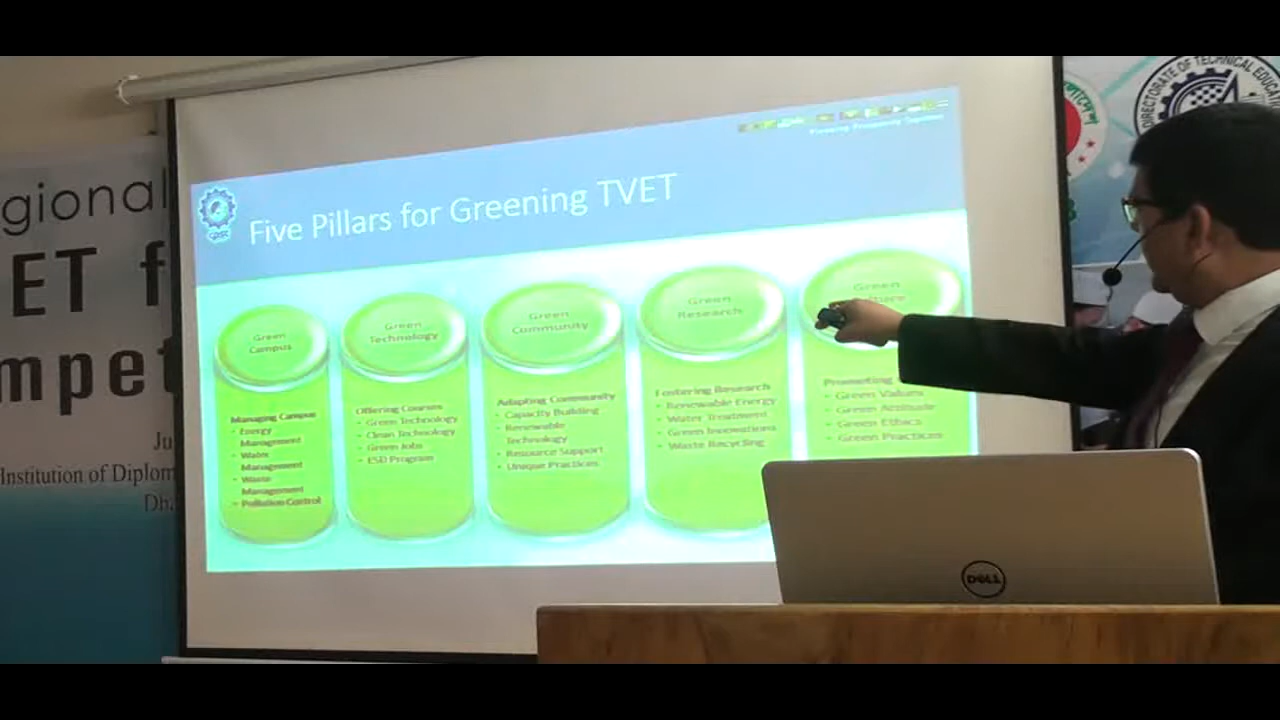 gional
ET f
mpet
Ju
Institution of Diplom
Dha
Pioneering Prosperity Together
cpsc
Five Pillars for Greening TVET
Green
Campus
Managing Campus
• Energy
Management
• Water
Management
• Waste
Management
• Pollution Control
Green
Technology
Offering Courses
• Green Technology
• Clean Technology
• Green Jobs
• ESD Program
Green
Community
Adapting Community
• Capacity Building
• Renewable
Technology
• Resource Support
• Unique Practices
Green
Research
Fostering Research
• Renewable Energy
• Water Treatment
• Green Innovations
• Waste Recycling
Green
lture
Promoting
• Green Values
• Green Attitude
• Green Ethics
• Green Practices
DIRECTORATE OF TECHNICAL EDUCA
DELL